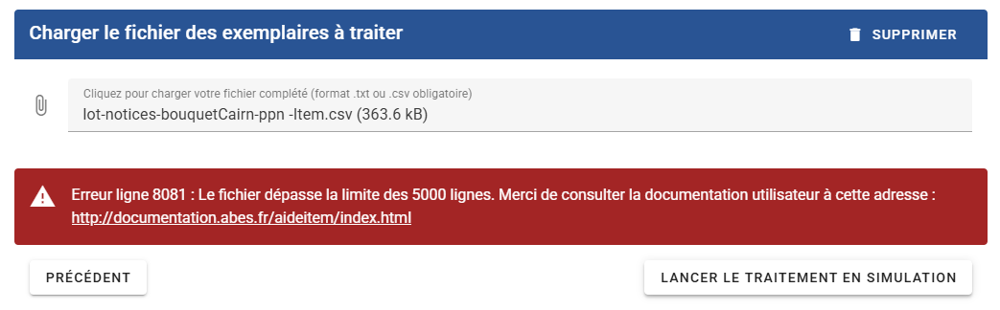 Charger le fichier des exemplaires à traiter
SUPPRIMER
Cliquez pour charger votre fichier complété (format .txt ou .csv obligatoire)
lot-notices-bouquetCairn-ppn -Item.csv (363.6 kB)
Erreur ligne 8081 : Le fichier dépasse la limite des 5000 lignes. Merci de consulter la documentation utilisateur à cette adresse :
http://documentation.abes.fr/aideitem/index.html
PRÉCÉDENT
LANCER LE TRAITEMENT EN SIMULATION